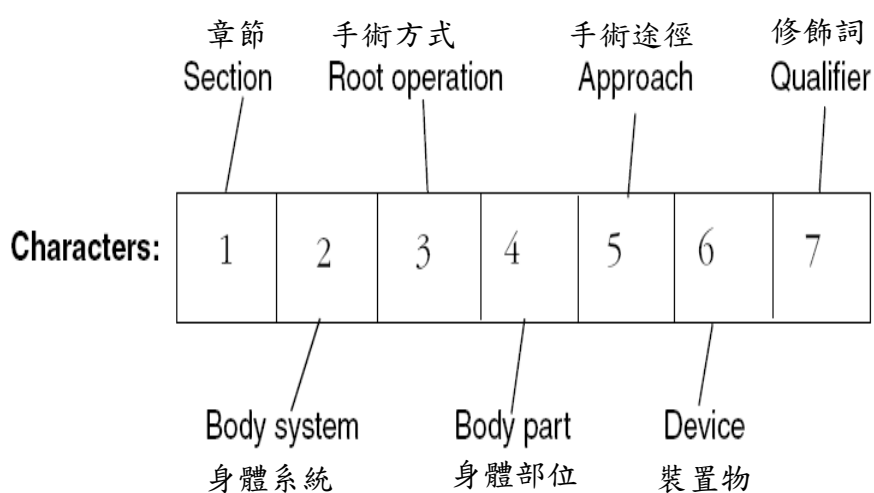 章節 手術方式 手術途徑 修飾詞
Section Root operation Approach Qualifier
Characters: 1 2 3 4 5 6 7
Body system Body part Device
身體系統 身體部位 裝置物